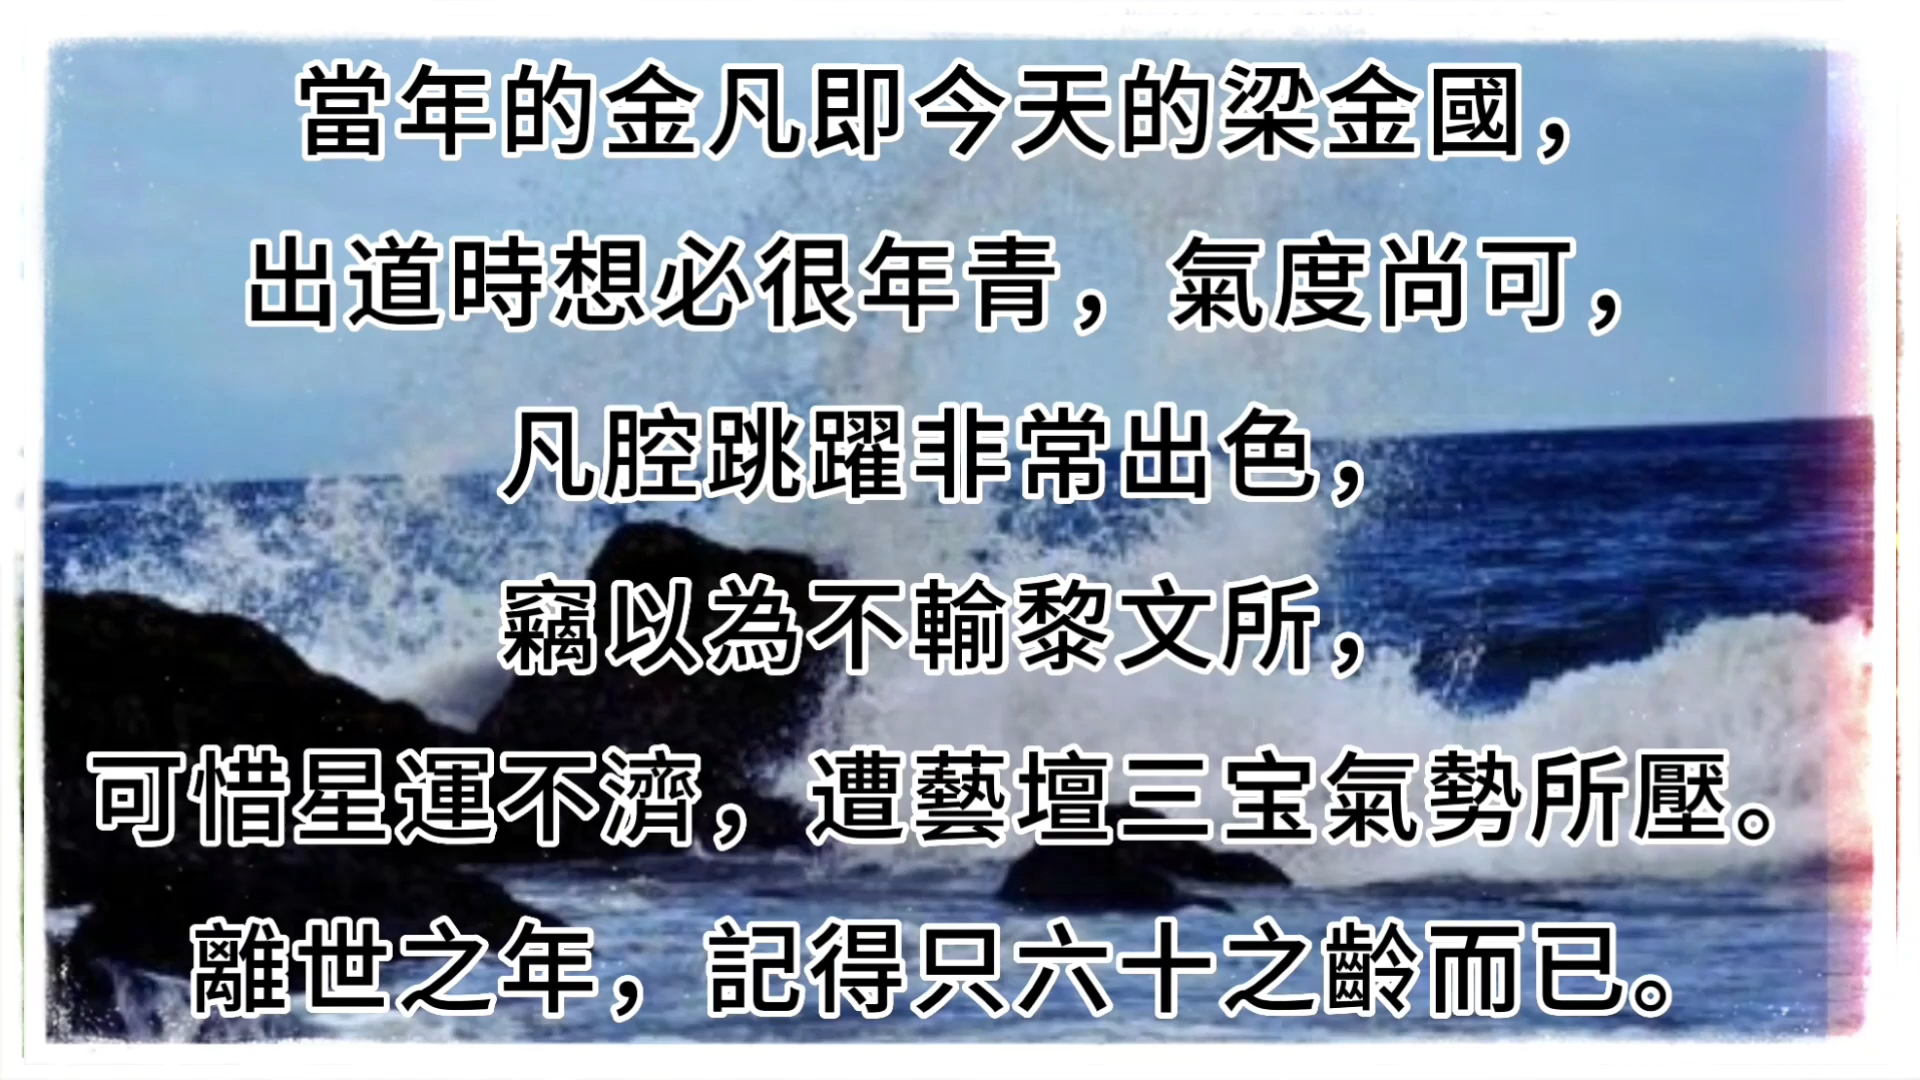 當年的金凡即今天的梁金國，
出道時想必很年青，氣度尚可，
凡腔跳躍非常出色，
竊以為不輸黎文所，
可惜星運不濟，遭藝壇三宝氣勢所壓。
離世之年，記得只六十之齡而已。